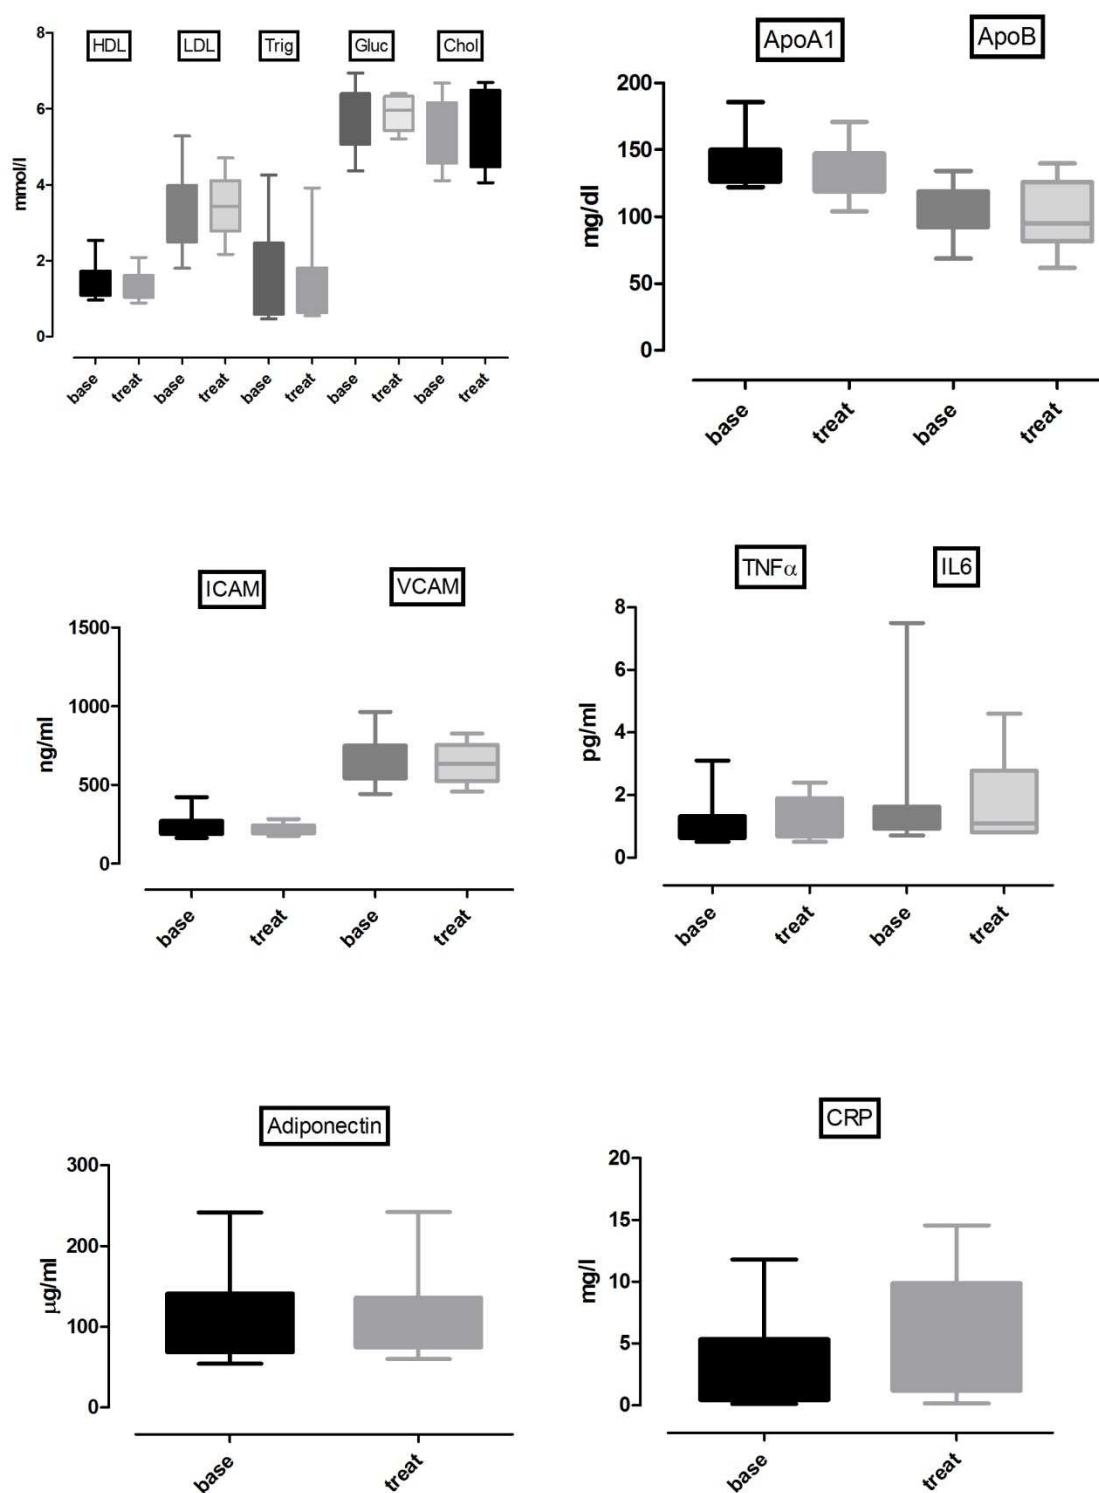 HDL LDL Trig Gluc Chol
8
6
4
2
0
mmol/l
base treat base treat base treat base treat base treat
ApoA1 ApoB
200
150
100
50
0
mg/dl
base treat base treat
ICAM VCAM
1500
1000
500
0
ng/ml
base treat base treat
TNFα IL6
8
6
4
2
0
pg/ml
base treat base treat
Adiponectin
300
200
100
0
µg/ml
base treat
CRP
20
15
10
5
0
mg/l
base treat